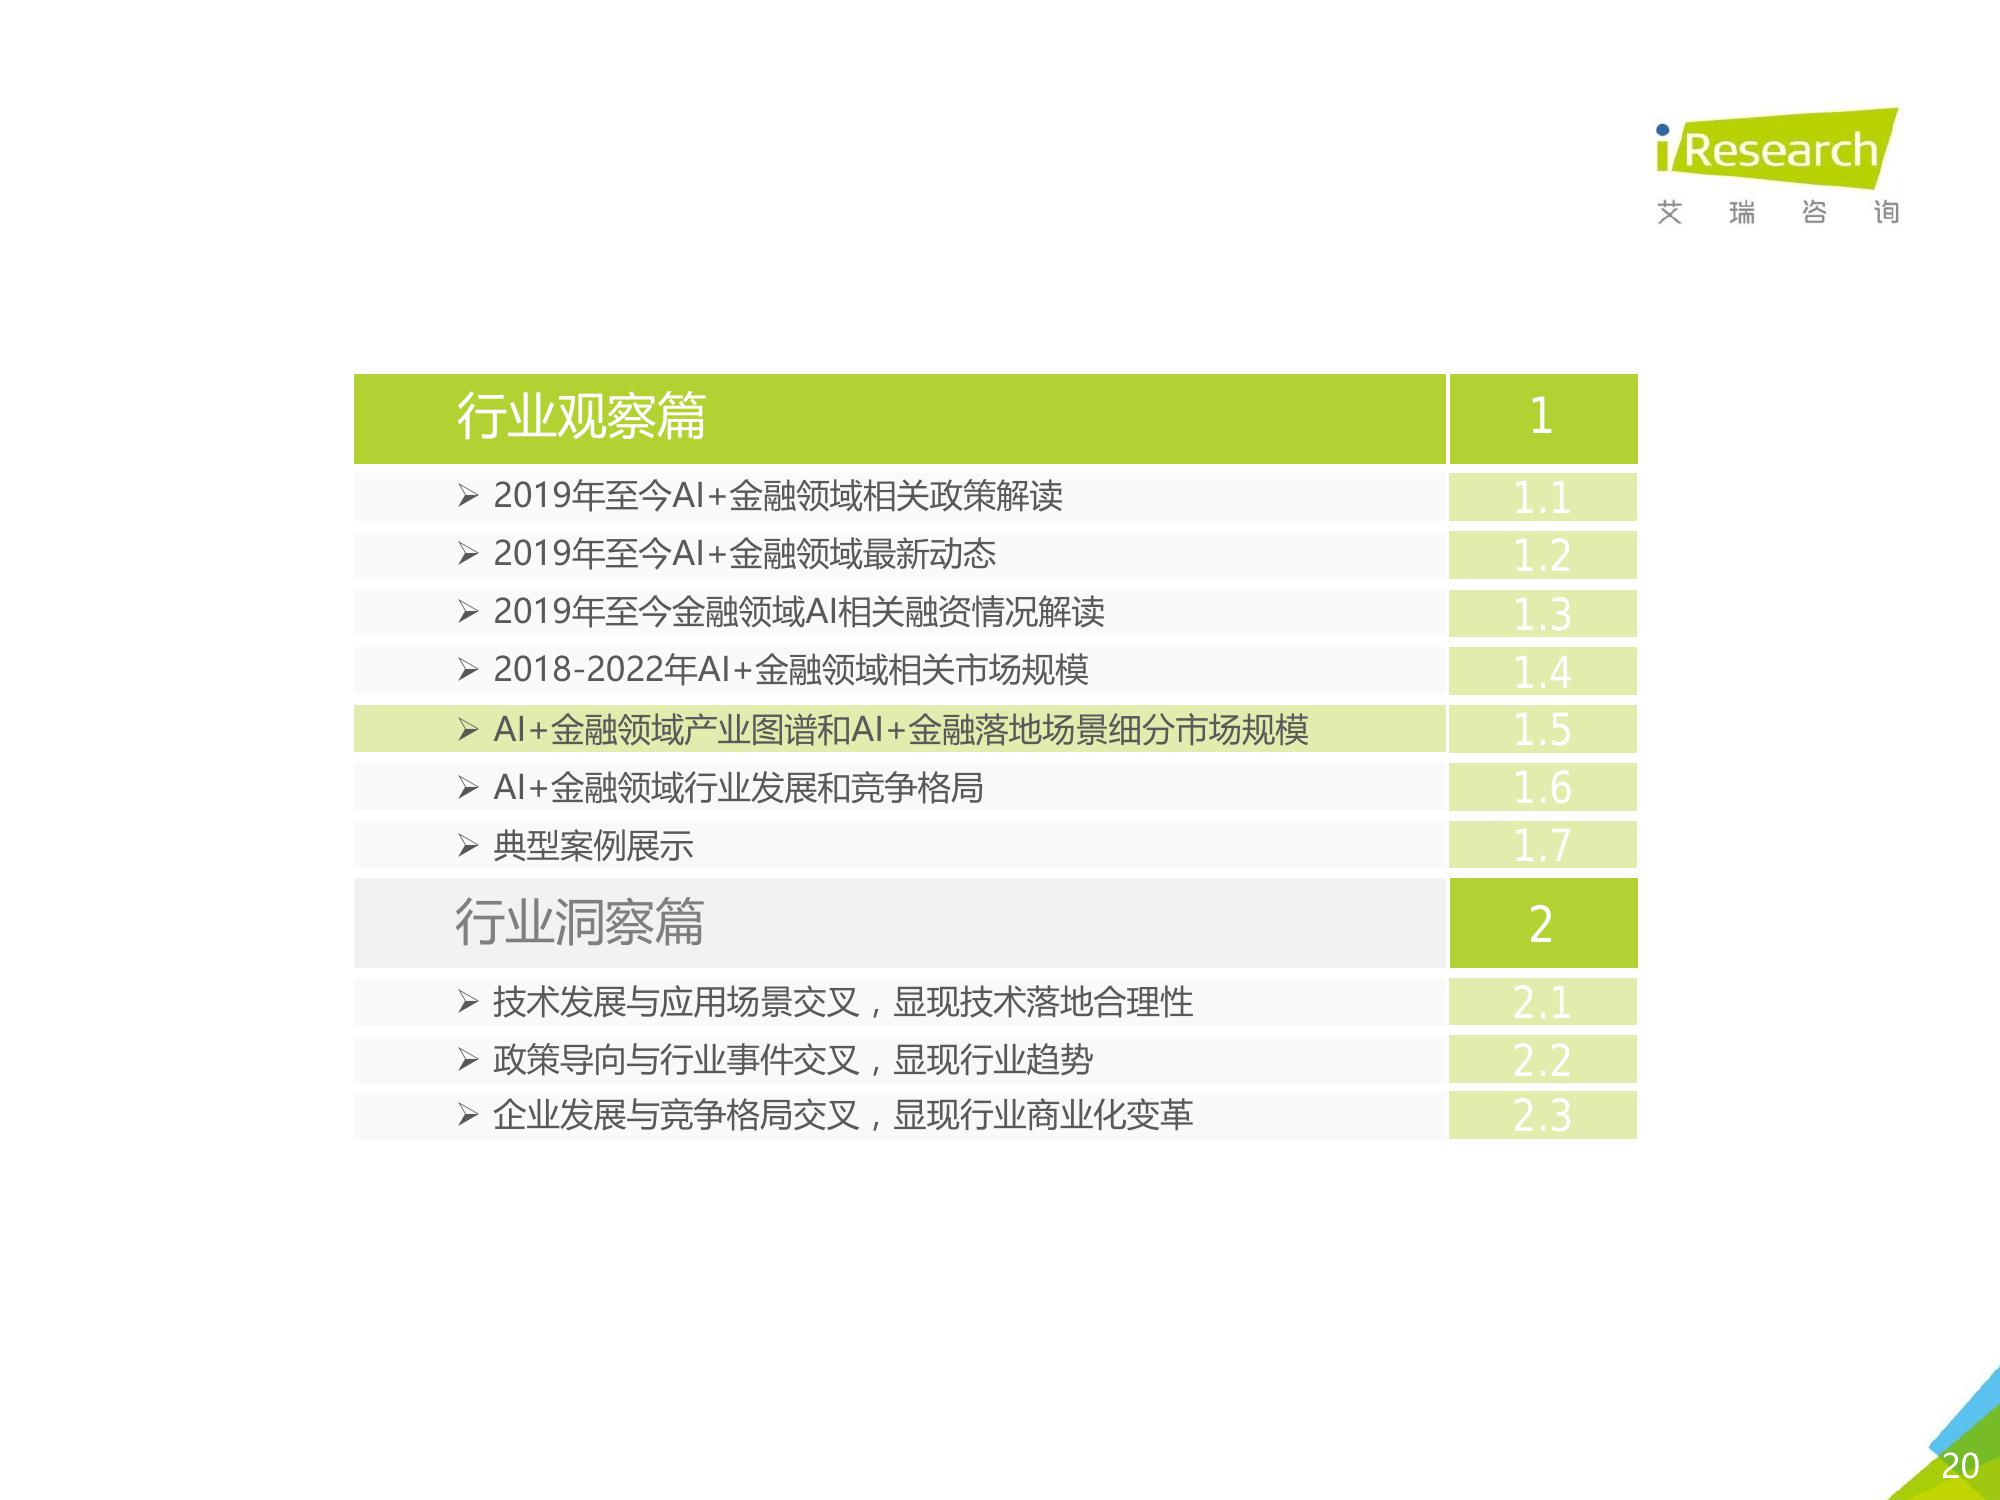 iResearch
艾瑞咨询
行业观察篇 1
➢ 2019年至今AI+金融领域相关政策解读 1.1
➢ 2019年至今AI+金融领域最新动态 1.2
➢ 2019年至今金融领域AI相关融资情况解读 1.3
➢ 2018-2022年AI+金融领域相关市场规模 1.4
➢ AI+金融领域产业图谱和AI+金融落地场景细分市场规模 1.5
➢ AI+金融领域行业发展和竞争格局 1.6
➢ 典型案例展示 1.7
行业洞察篇 2
➢ 技术发展与应用场景交叉，显现技术落地合理性 2.1
➢ 政策导向与行业事件交叉，显现行业趋势 2.2
➢ 企业发展与竞争格局交叉，显现行业商业化变革 2.3
20